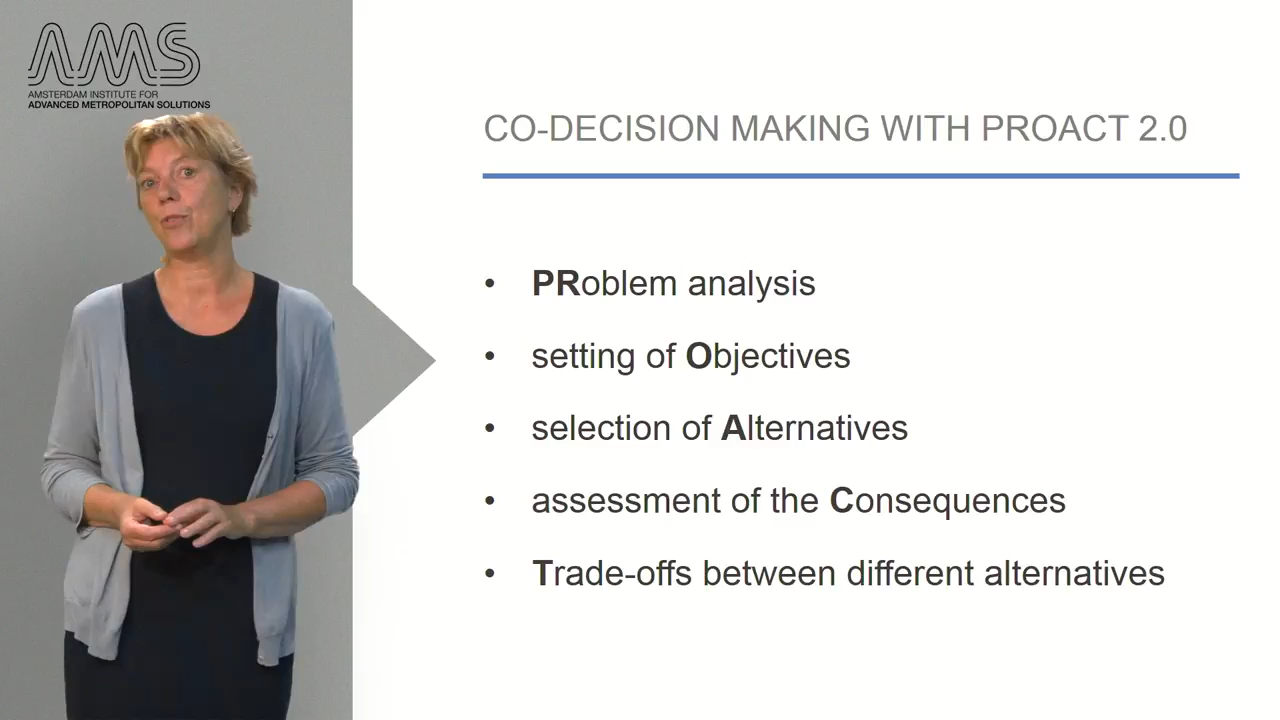 AMS
AMSTERDAM INSTITUTE FOR
ADVANCED METROPOLITAN SOLUTIONS
CO-DECISION MAKING WITH PROACT 2.0
• PRoblem analysis
• setting of Objectives
• selection of Alternatives
• assessment of the Consequences
• Trade-offs between different alternatives